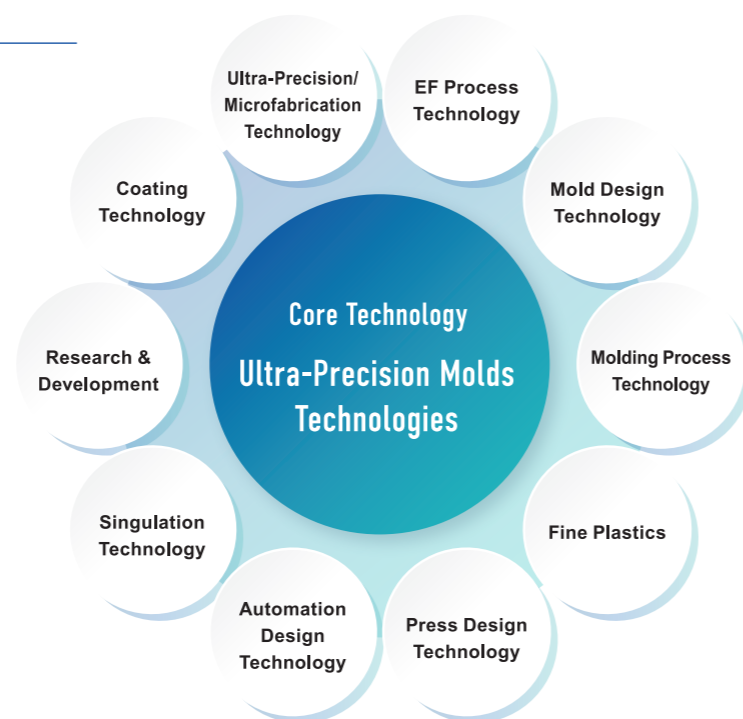 Ultra-Precision/
Microfabrication
Technology
EF Process
Technology
Mold Design
Technology
Molding Process
Technology
Fine Plastics
Press Design
Technology
Automation
Design
Technology
Singulation
Technology
Research &
Development
Coating
Technology
Core Technology
Ultra-Precision Molds
Technologies